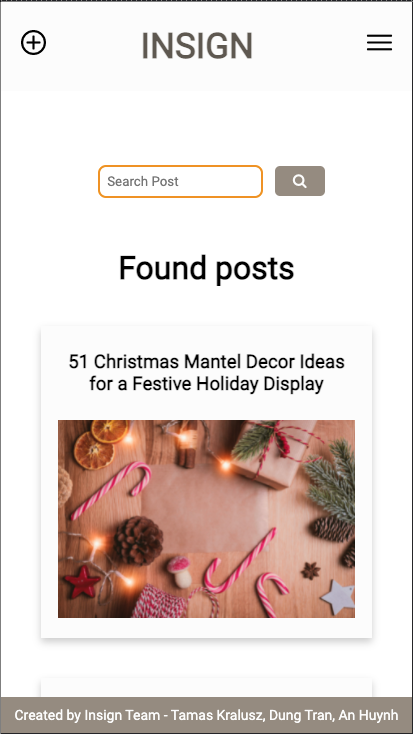 INSIGN
Search Post
Found posts
51 Christmas Mantel Decor Ideas
for a Festive Holiday Display
Created by Insign Team - Tamas Kralusz, Dung Tran, An Huynh